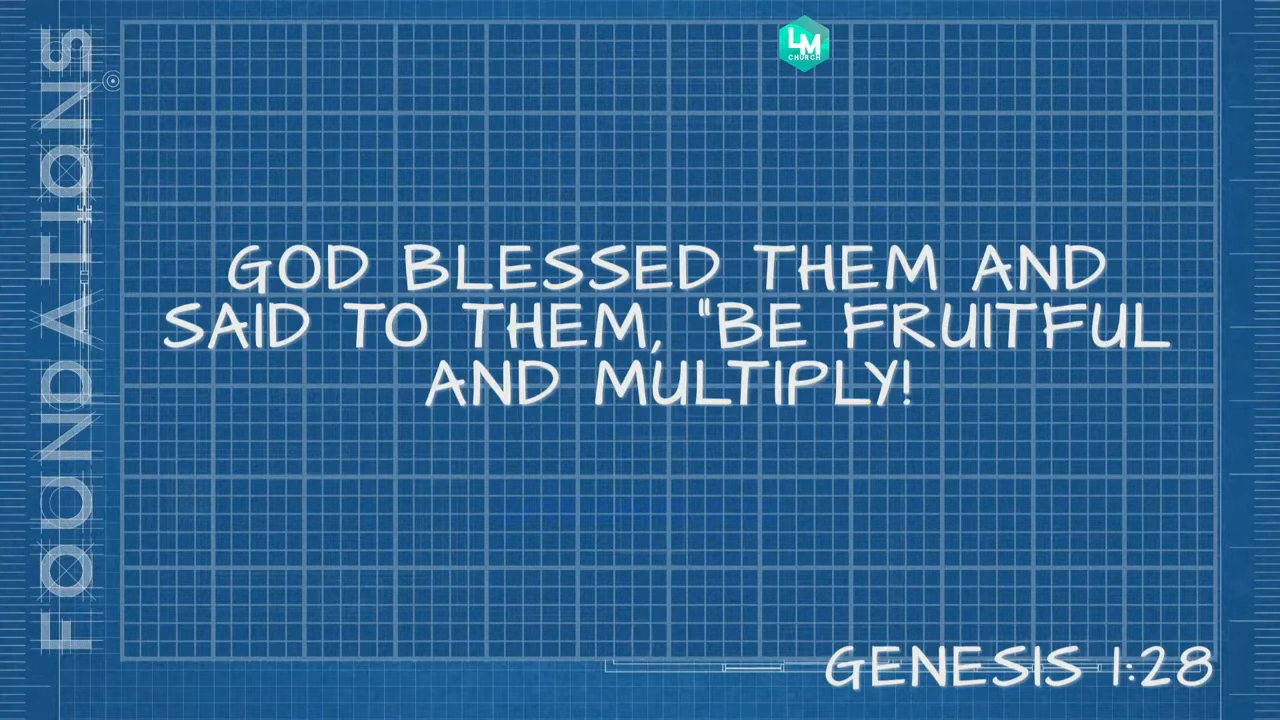 LM
CHURCH
FOUNDATIONS
GOD BLESSED THEM AND
SAID TO THEM, "BE FRUITFUL
AND MULTIPLY!
GENESIS 1:28